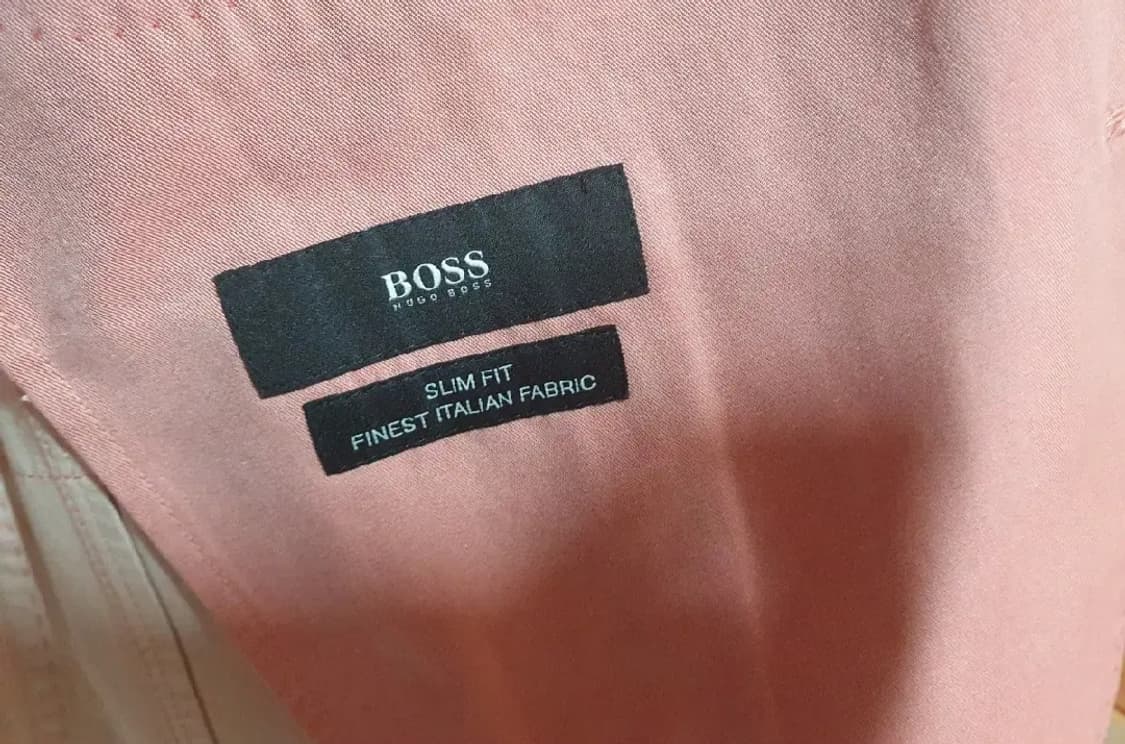 BOSS
HUGO BOSS
SLIM FIT
FINEST ITALIAN FABRIC